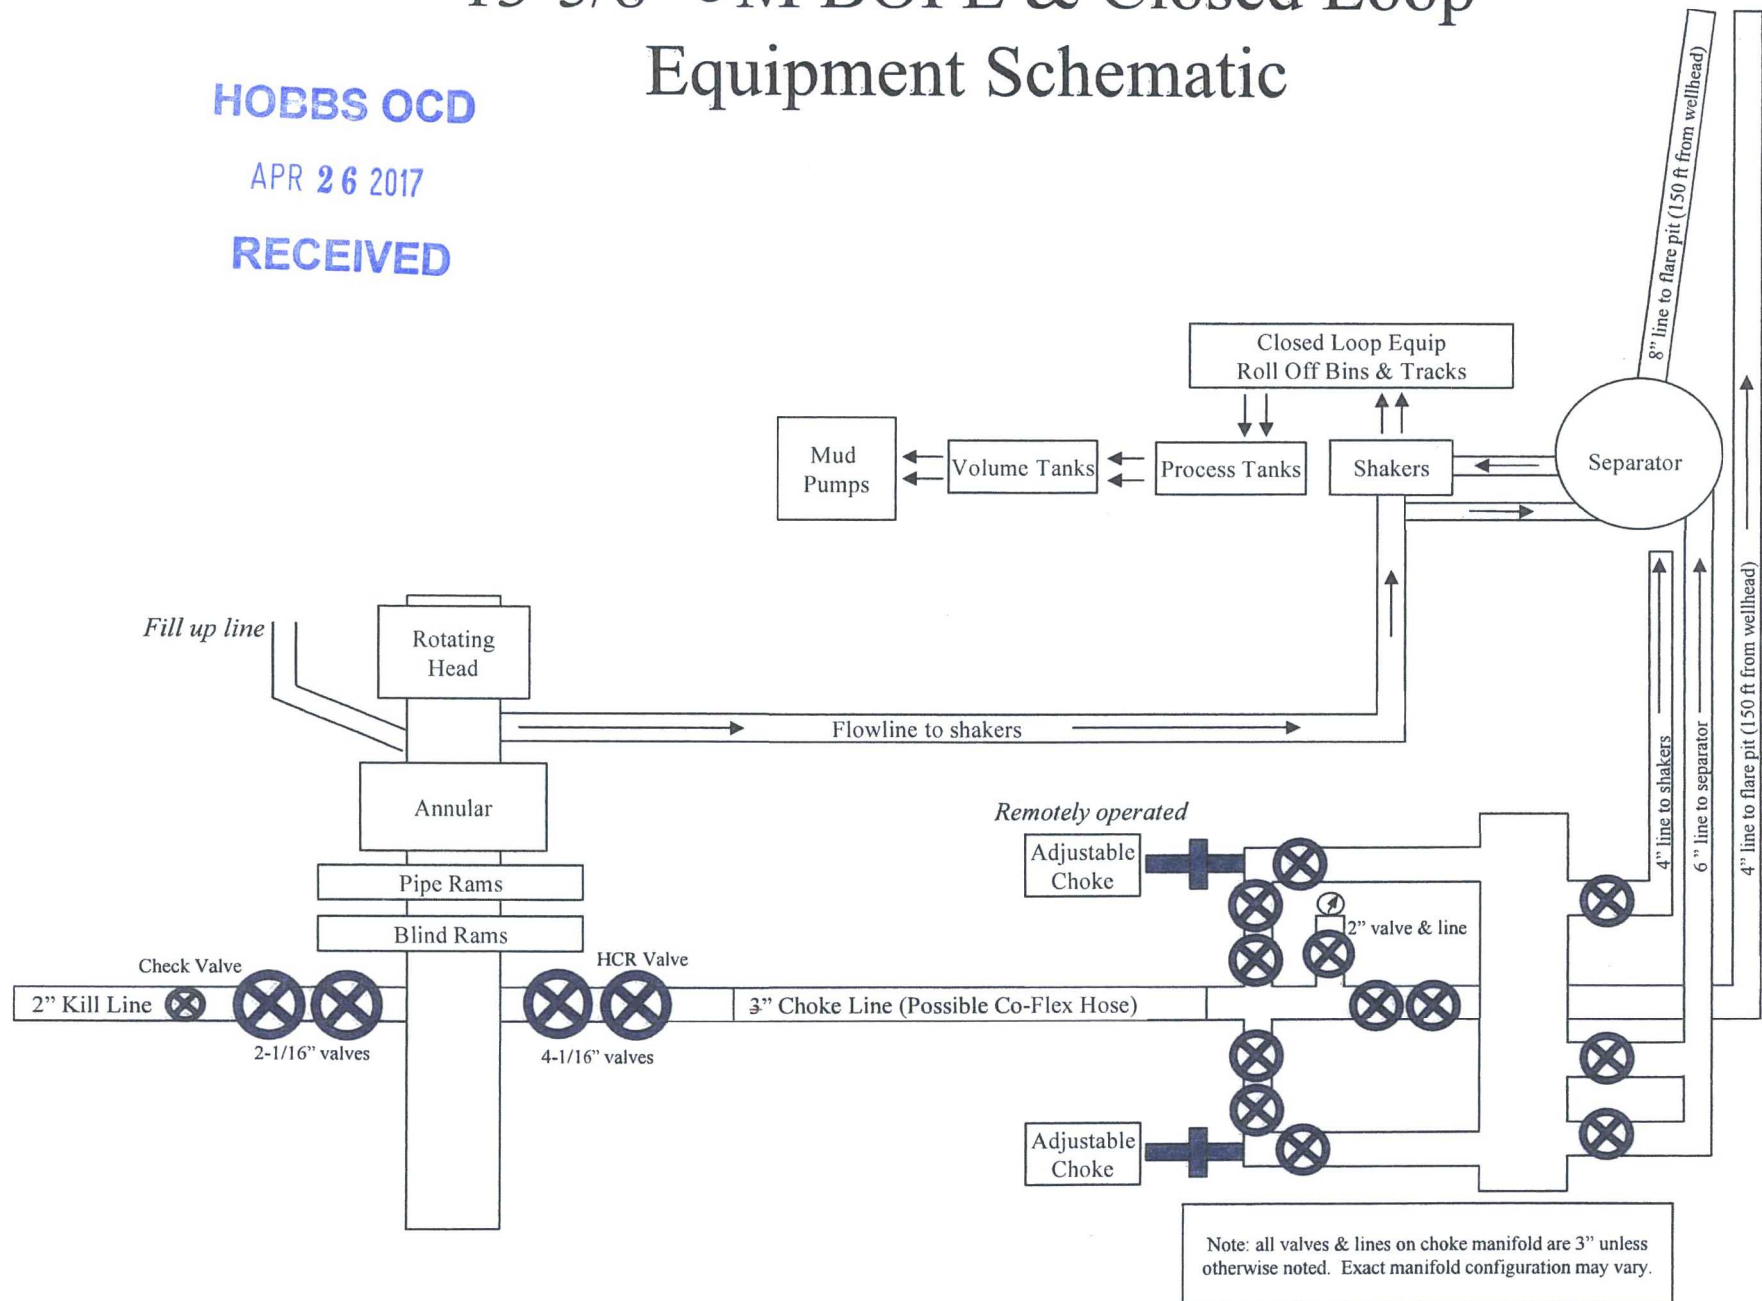 Equipment Schematic
HOBBS OCD
APR 26 2017
RECEIVED
8" line to flare pit (150 ft from wellhead)
Closed Loop Equip
Roll Off Bins & Tracks
Mud
Pumps
Volume Tanks
Process Tanks
Shakers
Separator
Fill up line
Rotating
Head
Flowline to shakers
4" line to shakers
6 " line to separator
4" line to flare pit (150 ft from wellhead)
Annular
Remotely operated
Adjustable
Choke
Pipe Rams
Blind Rams
2" valve & line
Check Valve
HCR Valve
2" Kill Line
3" Choke Line (Possible Co-Flex Hose)
2-1/16" valves
4-1/16" valves
Adjustable
Choke
Note: all valves & lines on choke manifold are 3" unless
otherwise noted. Exact manifold configuration may vary.